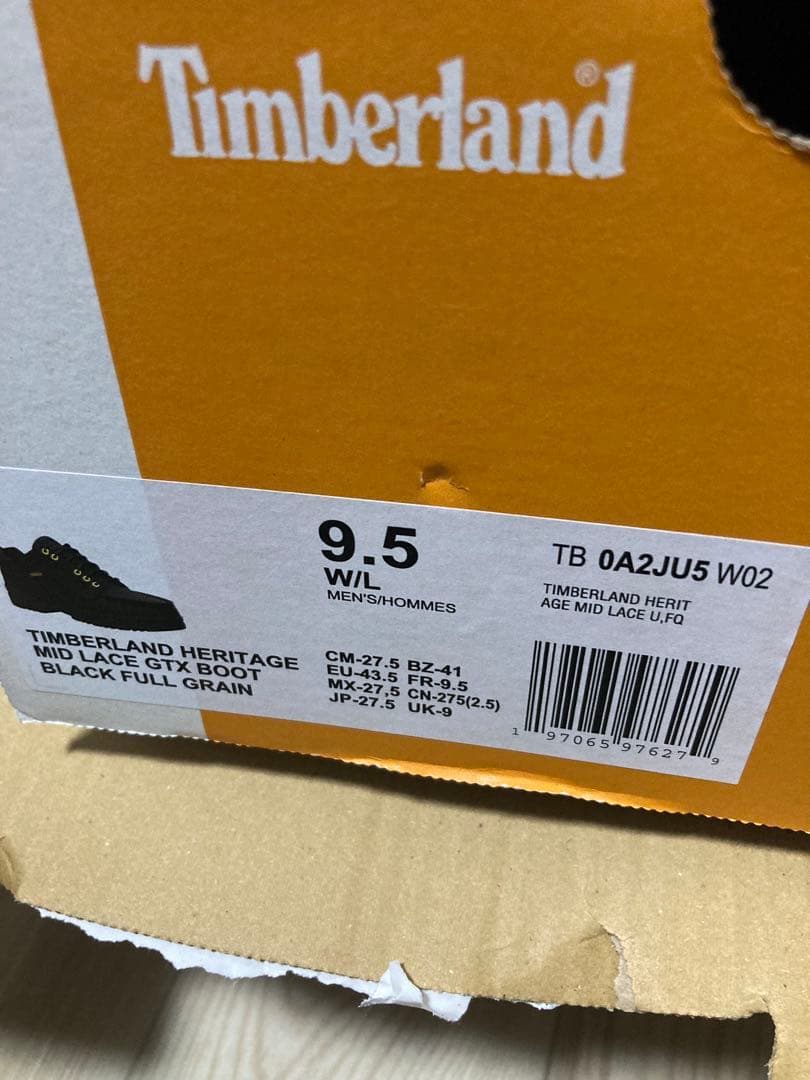 Timberland®
9.5
W/L
MEN'S/HOMMES
TB 0A2JU5 W02
TIMBERLAND HERIT
AGE MID LACE U,FQ
TIMBERLAND HERITAGE
MID LACE GTX BOOT
BLACK FULL GRAIN
CM-27.5 BZ-41
EU-43.5 FR-9.5
MX-27,5 CN-275(2.5)
JP-27.5 UK-9
1 97065 97627 9